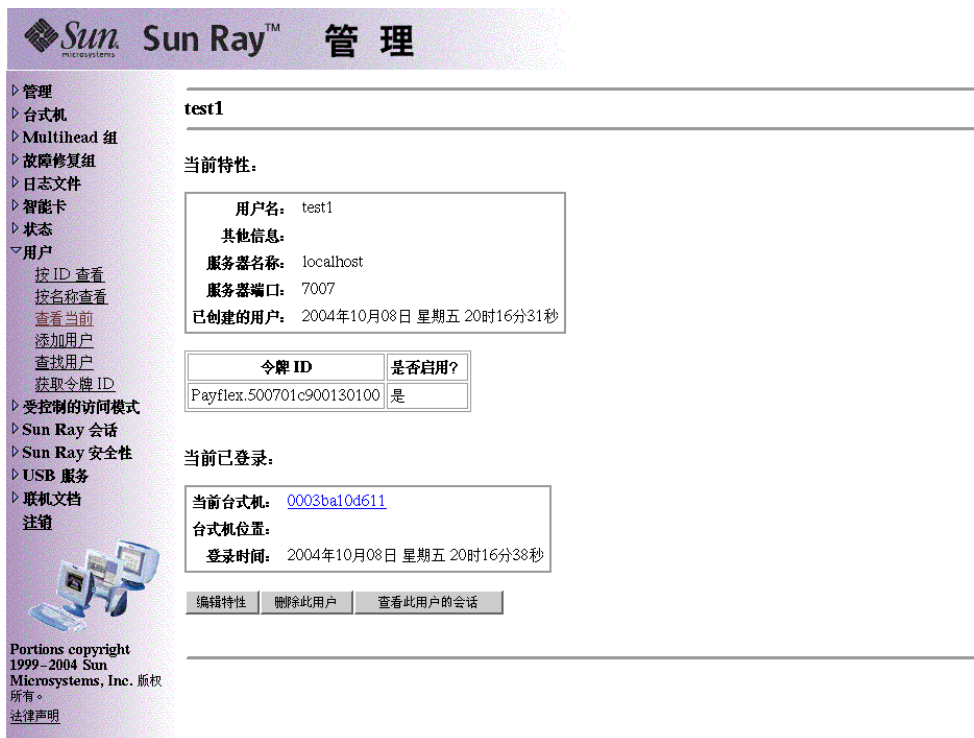 Sun
microsystems
Sun Ray™ 管 理
管理
台式机
Multihead 组
故障修复组
日志文件
智能卡
状态
用户
按 ID 查看
按名称查看
查看当前
添加用户
查找用户
获取令牌 ID
受控制的访问模式
Sun Ray 会话
Sun Ray 安全性
USB 服务
联机文档
注销
Portions copyright
1999–2004 Sun
Microsystems, Inc. 版权
所有。
法律声明
test1
当前特性：
用户名： test1
其他信息：
服务器名称： localhost
服务器端口： 7007
已创建的用户： 2004年10月08日 星期五 20时16分31秒
令牌 ID 是否启用?
Payflex.500701c900130100 是
当前已登录：
当前台式机： 0003ba10d611
台式机位置：
登录时间： 2004年10月08日 星期五 20时16分38秒
编辑特性 删除此用户 查看此用户的会话